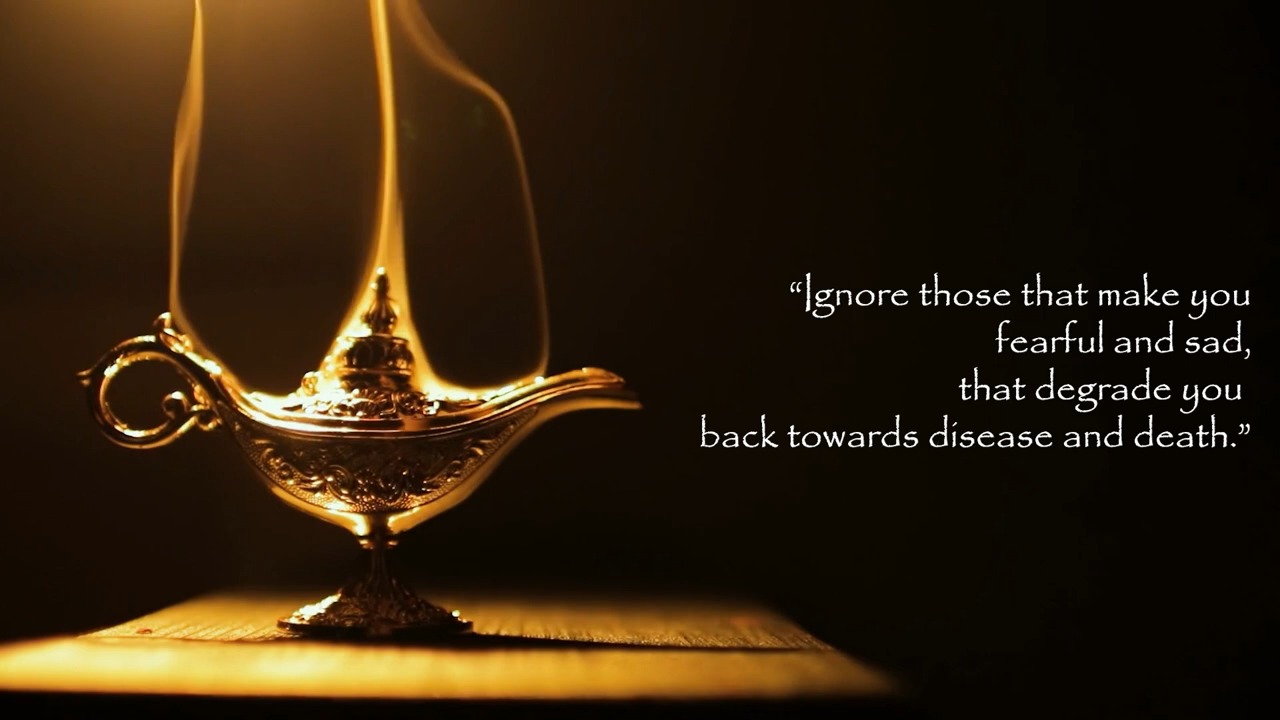 “Ignore those that make you
fearful and sad,
that degrade you
back towards disease and death.”